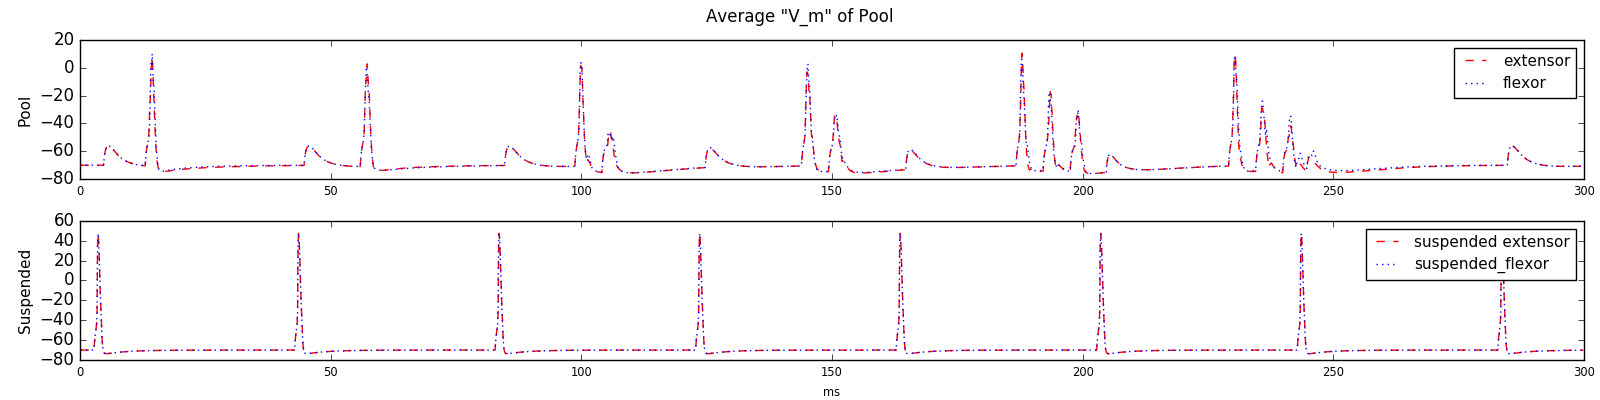 Average "V_m" of Pool
20
0
−20
−40
−60
−80
Pool
extensor
flexor
0 50 100 150 200 250 300
60
40
20
0
−20
−40
−60
−80
Suspended
suspended extensor
suspended_flexor
0 50 100 150 200 250 300
ms